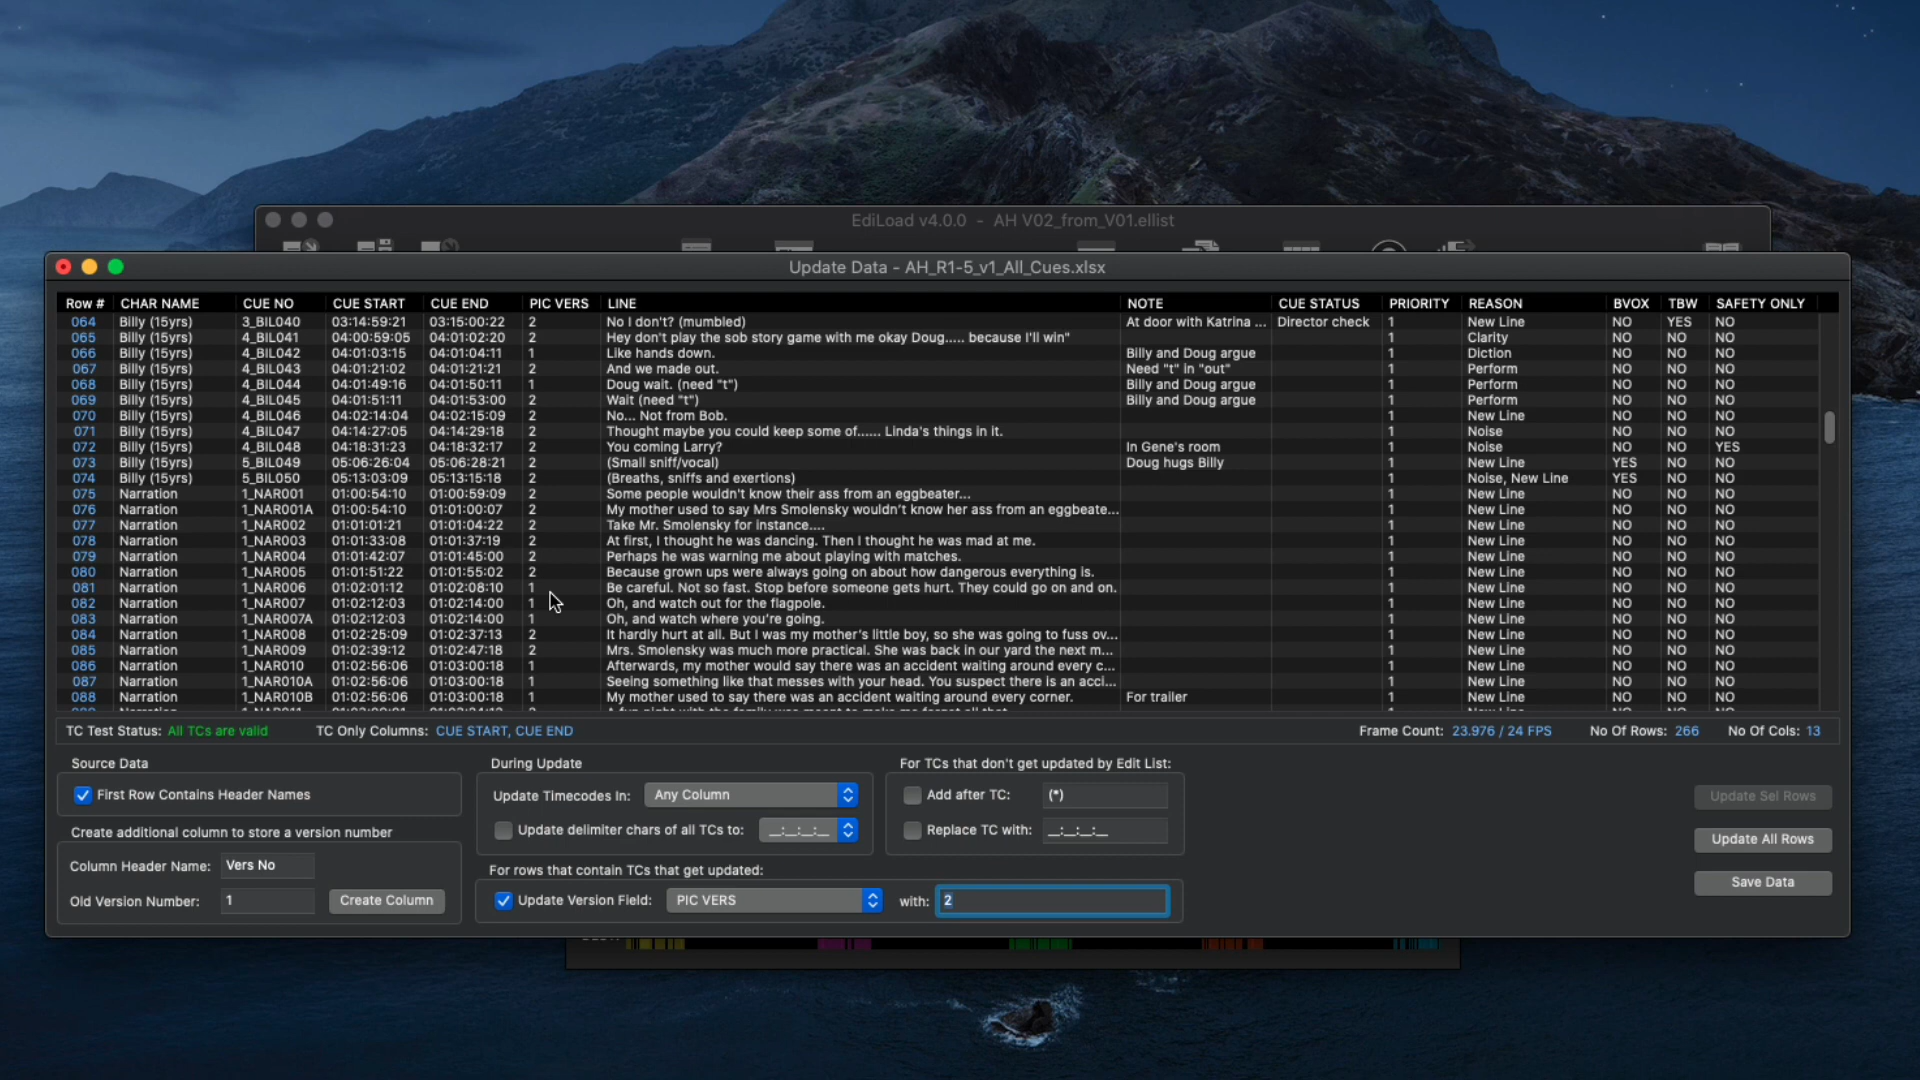 EdiLoad v4.0.0 - AH V02_from_V01.ellist
Update Data - AH_R1-5_v1_All_Cues.xlsx
Row # CHAR NAME CUE NO CUE START CUE END PIC VERS LINE NOTE CUE STATUS PRIORITY REASON BVOX TBW SAFETY ONLY
064 Billy (15yrs) 3_BIL040 03:14:59:21 03:15:00:22 2 No I don't? (mumbled) At door with Katrina ... Director check 1 New Line NO YES NO
065 Billy (15yrs) 4_BIL041 04:00:59:05 04:01:02:20 2 Hey don't play the sob story game with me okay Doug..... because I'll win" 1 Clarity NO NO NO
066 Billy (15yrs) 4_BIL042 04:01:03:15 04:01:04:11 1 Like hands down. Billy and Doug argue 1 Diction NO NO NO
067 Billy (15yrs) 4_BIL043 04:01:21:02 04:01:21:21 2 And we made out. Need "t" in "out" 1 Perform NO NO NO
068 Billy (15yrs) 4_BIL044 04:01:49:16 04:01:50:11 1 Doug wait. (need "t") Billy and Doug argue 1 Perform NO NO NO
069 Billy (15yrs) 4_BIL045 04:01:51:11 04:01:53:00 2 Wait (need "t") Billy and Doug argue 1 Perform NO NO NO
070 Billy (15yrs) 4_BIL046 04:02:14:04 04:02:15:09 2 No... Not from Bob. 1 New Line NO NO NO
071 Billy (15yrs) 4_BIL047 04:14:27:05 04:14:29:18 2 Thought maybe you could keep some of...... Linda's things in it. 1 Noise NO NO NO
072 Billy (15yrs) 4_BIL048 04:18:31:23 04:18:32:17 2 You coming Larry? In Gene's room 1 Noise NO NO YES
073 Billy (15yrs) 5_BIL049 05:06:26:04 05:06:28:21 2 (Small sniff/vocal) Doug hugs Billy 1 New Line YES NO NO
074 Billy (15yrs) 5_BIL050 05:13:03:09 05:13:15:18 2 (Breaths, sniffs and exertions) 1 Noise, New Line YES NO NO
075 Narration 1_NAR001 01:00:54:10 01:00:59:09 2 Some people wouldn't know their ass from an eggbeater... 1 New Line NO NO NO
076 Narration 1_NAR001A 01:00:54:10 01:01:00:07 2 My mother used to say Mrs Smolensky wouldn't know her ass from an eggbeate... 1 New Line NO NO NO
077 Narration 1_NAR002 01:01:01:21 01:01:04:22 2 Take Mr. Smolensky for instance.... 1 New Line NO NO NO
078 Narration 1_NAR003 01:01:33:08 01:01:37:19 2 At first, I thought he was dancing. Then I thought he was mad at me. 1 New Line NO NO NO
079 Narration 1_NAR004 01:01:42:07 01:01:45:00 2 Perhaps he was warning me about playing with matches. 1 New Line NO NO NO
080 Narration 1_NAR005 01:01:51:22 01:01:55:02 2 Because grown ups were always going on about how dangerous everything is. 1 New Line NO NO NO
081 Narration 1_NAR006 01:02:01:12 01:02:08:10 1 Be careful. Not so fast. Stop before someone gets hurt. They could go on and on. 1 New Line NO NO NO
082 Narration 1_NAR007 01:02:12:03 01:02:14:00 1 Oh, and watch out for the flagpole. 1 New Line NO NO NO
083 Narration 1_NAR007A 01:02:12:03 01:02:14:00 1 Oh, and watch where you're going. 1 New Line NO NO NO
084 Narration 1_NAR008 01:02:25:09 01:02:37:13 2 It hardly hurt at all. But I was my mother's little boy, so she was going to fuss ov... 1 New Line NO NO NO
085 Narration 1_NAR009 01:02:39:12 01:02:47:18 2 Mrs. Smolensky was much more practical. She was back in our yard the next m... 1 New Line NO NO NO
086 Narration 1_NAR010 01:02:56:06 01:03:00:18 1 Afterwards, my mother would say there was an accident waiting around every c... 1 New Line NO NO NO
087 Narration 1_NAR010A 01:02:56:06 01:03:00:18 1 Seeing something like that messes with your head. You suspect there is an acci... 1 New Line NO NO NO
088 Narration 1_NAR010B 01:02:56:06 01:03:00:18 1 My mother used to say there was an accident waiting around every corner. For trailer 1 New Line NO NO NO
TC Test Status: All TCs are valid TC Only Columns: CUE START, CUE END Frame Count: 23.976 / 24 FPS No Of Rows: 266 No Of Cols: 13
Source Data During Update For TCs that don't get updated by Edit List:
First Row Contains Header Names Update Timecodes In: Any Column Add after TC: (*) Update Sel Rows
Create additional column to store a version number Update delimiter chars of all TCs to: __:__:__:__ Replace TC with: __:__:__:__ Update All Rows
Column Header Name: Vers No For rows that contain TCs that get updated: Save Data
Old Version Number: 1 Create Column Update Version Field: PIC VERS with: 2